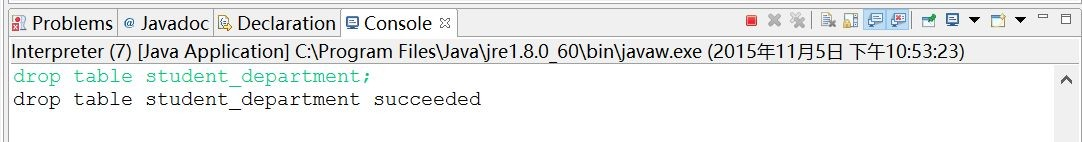 Problems @ Javadoc Declaration Console
Interpreter (7) [Java Application] C:\Program Files\Java\jre1.8.0_60\bin\javaw.exe (2015年11月5日 下午10:53:23)
drop table student_department;
drop table student_department succeeded